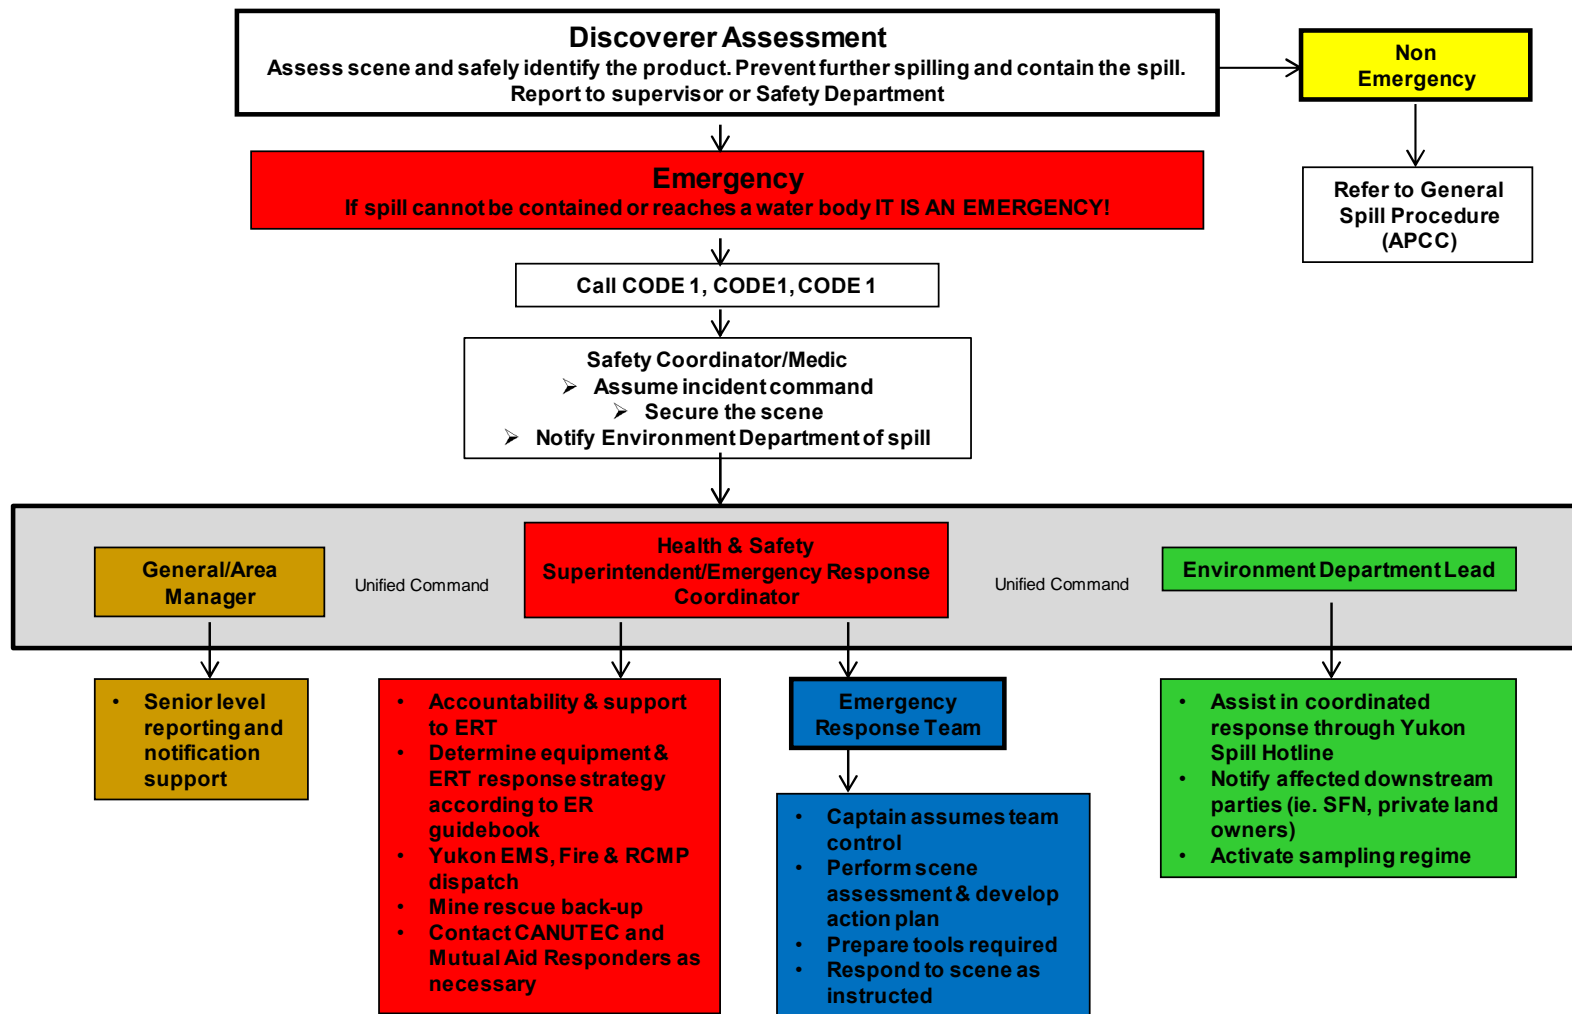 Discoverer Assessment
Assess scene and safely identify the product. Prevent further spilling and contain the spill.
Report to supervisor or Safety Department
Non
Emergency
Emergency
If spill cannot be contained or reaches a water body IT IS AN EMERGENCY!
Refer to General
Spill Procedure
(APCC)
Call CODE 1, CODE1, CODE 1
Safety Coordinator/Medic
➢ Assume incident command
➢ Secure the scene
➢ Notify Environment Department of spill
General/Area
Manager
Unified Command
Health & Safety
Superintendent/Emergency Response
Coordinator
Unified Command
Environment Department Lead
• Senior level
reporting and
notification
support
• Accountability & support
to ERT
• Determine equipment &
ERT response strategy
according to ER
guidebook
• Yukon EMS, Fire & RCMP
dispatch
• Mine rescue back-up
• Contact CANUTEC and
Mutual Aid Responders as
necessary
Emergency
Response Team
• Captain assumes team
control
• Perform scene
assessment & develop
action plan
• Prepare tools required
• Respond to scene as
instructed
• Assist in coordinated
response through Yukon
Spill Hotline
• Notify affected downstream
parties (ie. SFN, private land
owners)
• Activate sampling regime